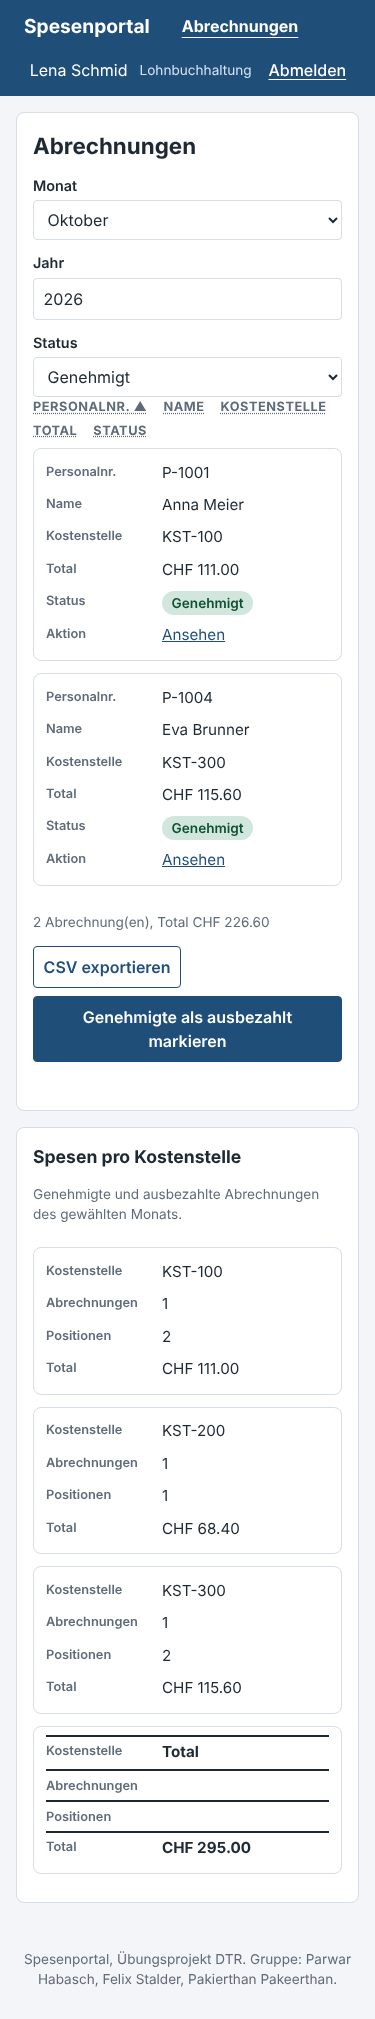 Spesenportal Abrechnungen
Lena Schmid Lohnbuchhaltung Abmelden
Abrechnungen
Monat
Oktober
Jahr
2026
Status
Genehmigt
PERSONALNR. ▲ NAME KOSTENSTELLE
TOTAL STATUS
Personalnr. P-1001
Name Anna Meier
Kostenstelle KST-100
Total CHF 111.00
Status Genehmigt
Aktion Ansehen
Personalnr. P-1004
Name Eva Brunner
Kostenstelle KST-300
Total CHF 115.60
Status Genehmigt
Aktion Ansehen
2 Abrechnung(en), Total CHF 226.60
CSV exportieren
Genehmigte als ausbezahlt
markieren
Spesen pro Kostenstelle
Genehmigte und ausbezahlte Abrechnungen
des gewählten Monats.
Kostenstelle KST-100
Abrechnungen 1
Positionen 2
Total CHF 111.00
Kostenstelle KST-200
Abrechnungen 1
Positionen 1
Total CHF 68.40
Kostenstelle KST-300
Abrechnungen 1
Positionen 2
Total CHF 115.60
Kostenstelle Total
Abrechnungen
Positionen
Total CHF 295.00
Spesenportal, Übungsprojekt DTR. Gruppe: Parwar
Habasch, Felix Stalder, Pakierthan Pakeerthan.